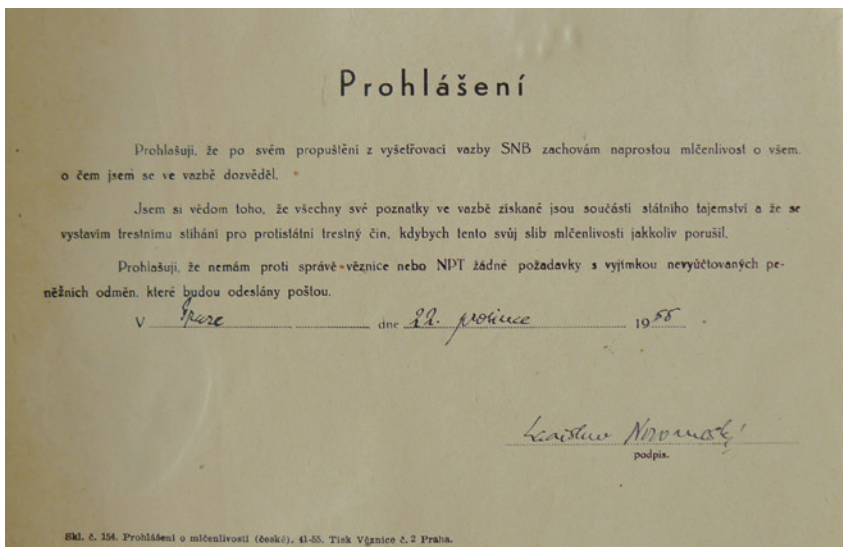 Prohlášení
Prohlašuji, že po svém propuštění z vyšetřovací vazby SNB zachovám naprostou mlčenlivost o všem,
o čem jsem se ve vazbě dozvěděl.
Jsem si vědom toho, že všechny své poznatky ve vazbě získané jsou součástí státního tajemství a že se
vystavím trestnímu stíhání pro protistátní trestný čin, kdybych tento svůj slib mlčenlivosti jakkoliv porušil.
Prohlašuji, že nemám proti správě věznice nebo NPT žádné požadavky s vyjímkou nevyúčtovaných pe-
něžních odměn, které budou odeslány poštou.
V Praze dne 22. prosince 1955
Ladislav Novomeský
podpis.
Skl. č. 154. Prohlášení o mlčenlivosti (české), 41-55. Tisk Věznice č. 2 Praha.